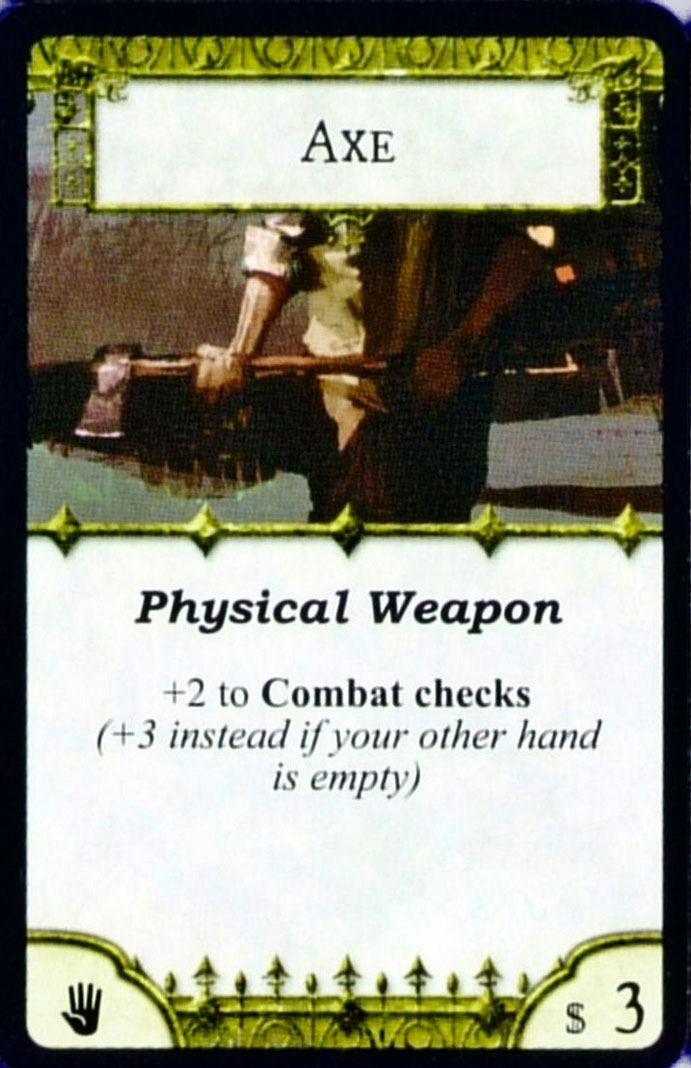 AXE
Physical Weapon
+2 to Combat checks
(+3 instead if your other hand
is empty)
$ 3